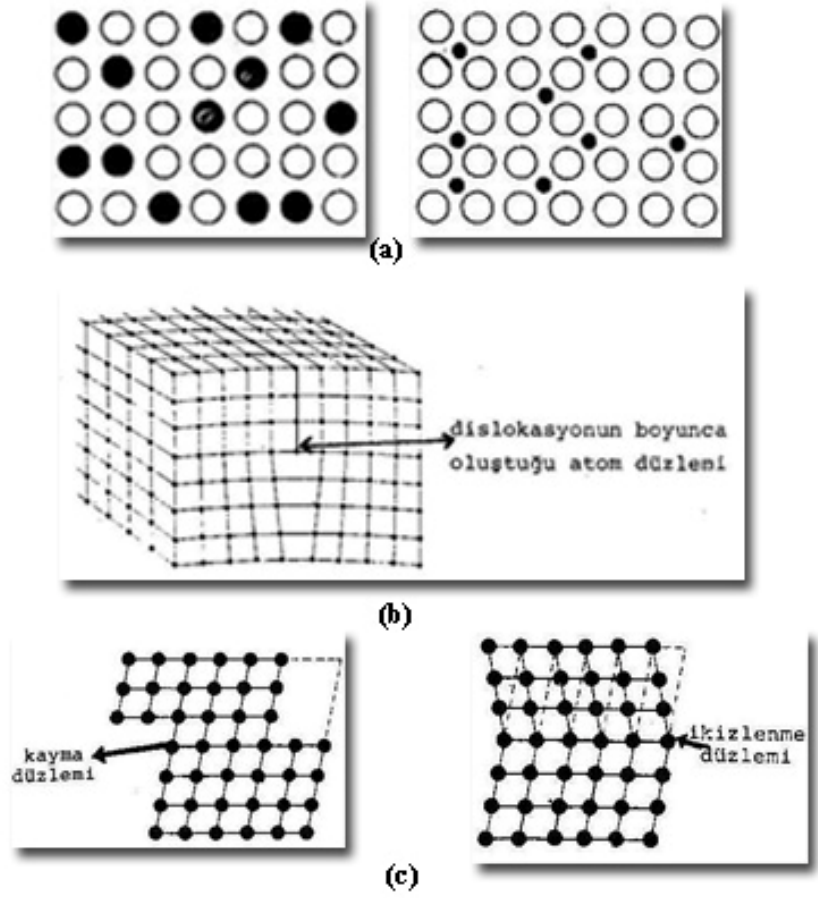 (a)
dislokasyonun boyunca
oluştuğu atom düzlemi
(b)
kayma
düzlemi
ikizlenme
düzlemi
(c)